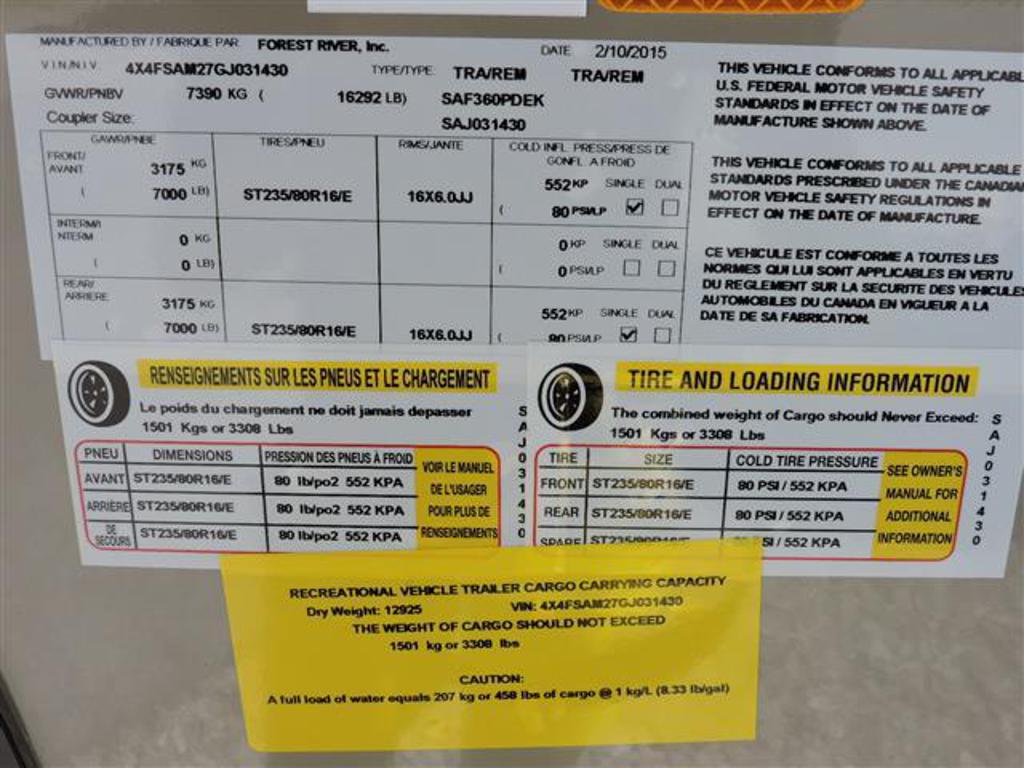 MANUFACTURED BY / FABRIQUE PAR FOREST RIVER, Inc. DATE 2/10/2015
V.I.N./N.I.V. 4X4FSAM27GJ031430 TYPE/TYPE TRA/REM TRA/REM
GVWR/PNBV 7390 KG ( 16292 LB) SAF360PDEK
Coupler Size: SAJ031430
GAWR/PNBE TIRES/PNEU RIMS/JANTE COLD INFL. PRESS/PRESS DE GONFL. A FROID
FRONT/AVANT 3175 KG 552 KP SINGLE DUAL
( 7000 LB) ST235/80R16/E 16X6.0JJ ( 80 PSI/LP
INTERM/INTERM 0 KG 0 KP SINGLE DUAL
( 0 LB) ( 0 PSI/LP
REAR/ARRIERE 3175 KG 552 KP SINGLE DUAL
( 7000 LB) ST235/80R16/E 16X6.0JJ ( 80 PSI/LP
THIS VEHICLE CONFORMS TO ALL APPLICABL
U.S. FEDERAL MOTOR VEHICLE SAFETY
STANDARDS IN EFFECT ON THE DATE OF
MANUFACTURE SHOWN ABOVE.
THIS VEHICLE CONFORMS TO ALL APPLICABLE
STANDARDS PRESCRIBED UNDER THE CANADIA
MOTOR VEHICLE SAFETY REGULATIONS IN
EFFECT ON THE DATE OF MANUFACTURE.
CE VEHICULE EST CONFORME A TOUTES LES
NORMES QUI LUI SONT APPLICABLES EN VERTU
DU REGLEMENT SUR LA SECURITE DES VEHICULES
AUTOMOBILES DU CANADA EN VIGUEUR A LA
DATE DE SA FABRICATION.
RENSEIGNEMENTS SUR LES PNEUS ET LE CHARGEMENT
Le poids du chargement ne doit jamais depasser
1501 Kgs or 3308 Lbs
PNEU DIMENSIONS PRESSION DES PNEUS À FROID
AVANT ST235/80R16/E 80 lb/po2 552 KPA
ARRIÈRE ST235/80R16/E 80 lb/po2 552 KPA
DE SECOURS ST235/80R16/E 80 lb/po2 552 KPA
VOIR LE MANUEL
DE L'USAGER
POUR PLUS DE
RENSEIGNEMENTS
SAJ031430
TIRE AND LOADING INFORMATION
The combined weight of Cargo should Never Exceed:
1501 Kgs or 3308 Lbs
TIRE SIZE COLD TIRE PRESSURE
FRONT ST235/80R16/E 80 PSI / 552 KPA
REAR ST235/80R16/E 80 PSI / 552 KPA
SPARE ST235/80R16/E 80 PSI / 552 KPA
SEE OWNER'S
MANUAL FOR
ADDITIONAL
INFORMATION
SAJ031430
RECREATIONAL VEHICLE TRAILER CARGO CARRYING CAPACITY
Dry Weight: 12925 VIN: 4X4FSAM27GJ031430
THE WEIGHT OF CARGO SHOULD NOT EXCEED
1501 kg or 3308 lbs
CAUTION:
A full load of water equals 207 kg or 458 lbs of cargo @ 1 kg/L (8.33 lb/gal)